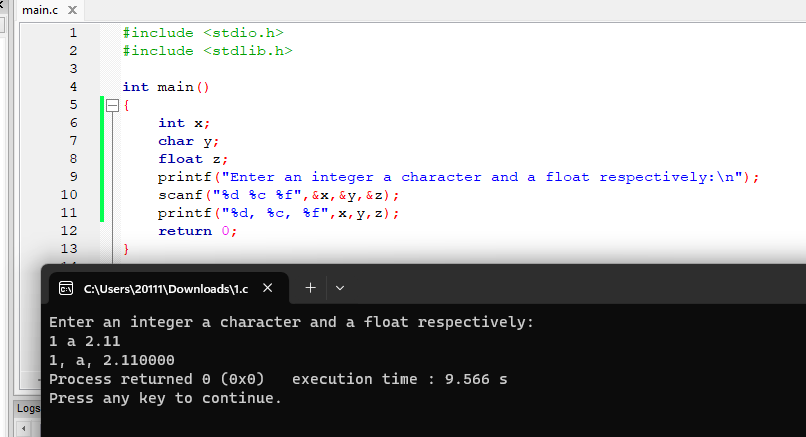 main.c
1 #include <stdio.h>
2 #include <stdlib.h>
3
4 int main()
5 {
6 int x;
7 char y;
8 float z;
9 printf("Enter an integer a character and a float respectively:\n");
10 scanf("%d %c %f",&x,&y,&z);
11 printf("%d, %c, %f",x,y,z);
12 return 0;
13 }
C:\Users\20111\Downloads\1.c
Enter an integer a character and a float respectively:
1 a 2.11
1, a, 2.110000
Process returned 0 (0x0) execution time : 9.566 s
Press any key to continue.
Logs